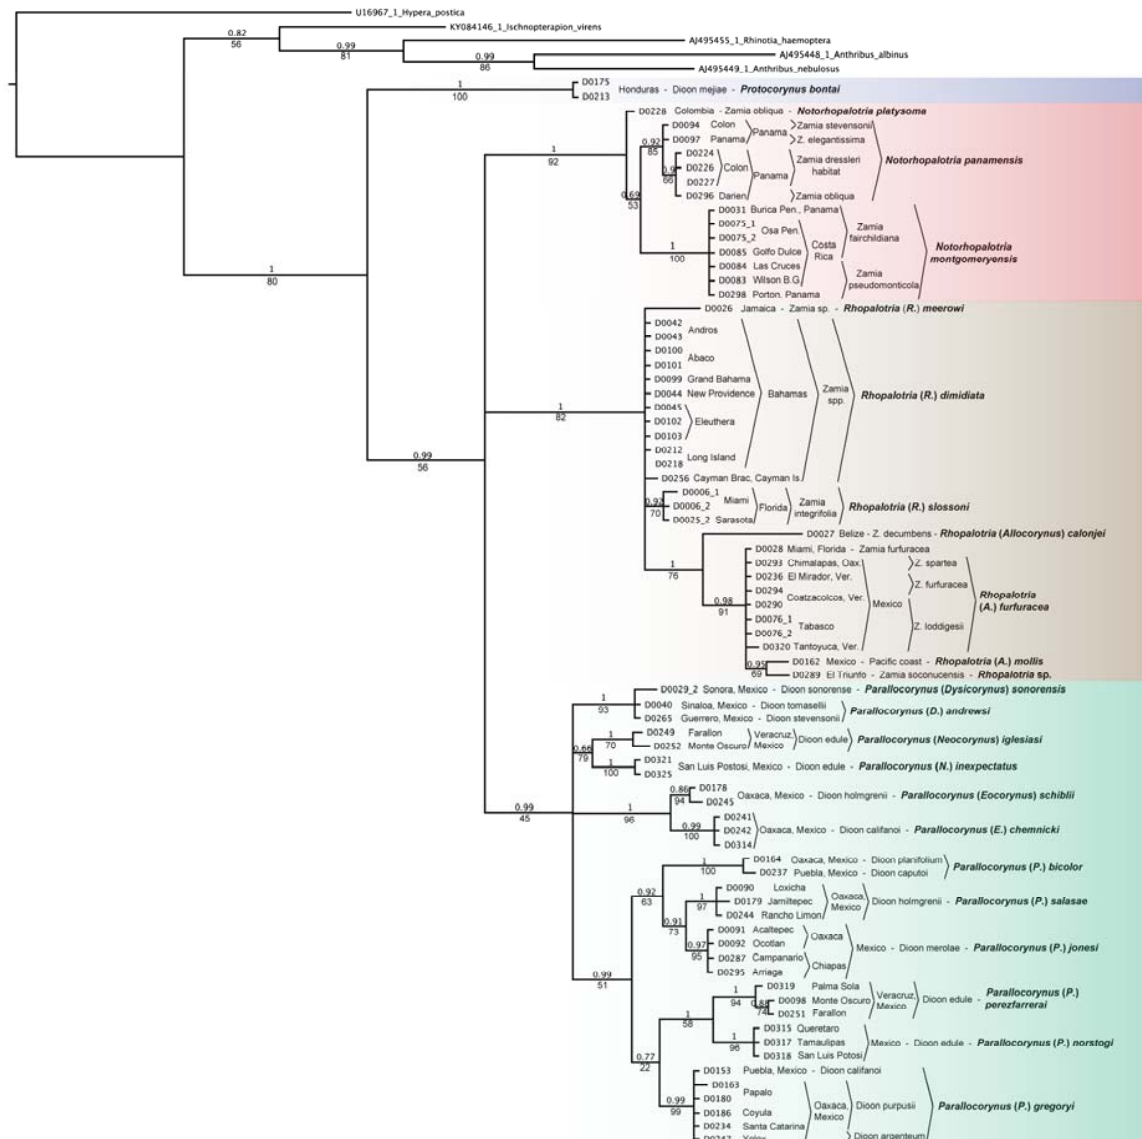 U16967_1_Hypera_postica
KY084146_1_Ischnopterapion_virens
0.82
56
AJ495455_1_Rhinotia_haemoptera
0.99
81
AJ495448_1_Anthribus_albinus
0.99
86
AJ495449_1_Anthribus_nebulosus
1
100
D0175
D0213
Honduras - Dioon mejiae - Protocorynus bontai
D0228 Colombia - Zamia obliqua - Notorhopalotria platysoma
D0094 Colon
D0097 Panama
Panama
Zamia stevensonii
Z. elegantissima
0.92
85
1
92
D0224
D0226
D0227
Colon
Panama
Zamia dressleri
habitat
Notorhopalotria panamensis
66
D0296 Darien
Zamia obliqua
0.69
53
D0031 Burica Pen., Panama
D0075_1
D0075_2
Osa Pen.
D0085 Golfo Dulce
D0084 Las Cruces
D0083 Wilson B.G
D0298 Porton, Panama
Costa
Rica
Zamia
fairchildiana
Zamia
pseudomonticola
Notorhopalotria
montgomeryensis
1
100
1
80
D0026 Jamaica - Zamia sp. - Rhopalotria (R.) meerowi
D0042
D0043
Andros
D0100
D0101
Abaco
D0099 Grand Bahama
D0044 New Providence
D0045
D0102
D0103
Eleuthera
D0212
D0218
Long Island
Bahamas
Zamia
spp.
Rhopalotria (R.) dimidiata
D0256 Cayman Brac, Cayman Is.
1
82
0.99
56
D0006_1
D0006_2
Miami
D0025_2 Sarasota
Florida
Zamia
integrifolia
Rhopalotria (R.) slossoni
0.92
70
D0027 Belize - Z. decumbens - Rhopalotria (Allocorynus) calonjei
1
76
D0028 Miami, Florida - Zamia furfuracea
D0293 Chimalapas, Oax.
Z. spartea
D0236 El Mirador, Ver.
Z. furfuracea
D0294
D0290
Coatzacolcos, Ver.
D0076_1
D0076_2
Tabasco
D0320 Tantoyuca, Ver.
Mexico
Z. loddigesii
Rhopalotria
(A.) furfuracea
0.98
91
D0162 Mexico - Pacific coast - Rhopalotria (A.) mollis
D0289 El Triunfo - Zamia soconucensis - Rhopalotria sp.
0.95
69
D0029_2 Sonora, Mexico - Dioon sonorense - Parallocorynus (Dysicorynus) sonorensis
1
93
D0040 Sinaloa, Mexico - Dioon tomasellii
D0265 Guerrero, Mexico - Dioon stevensonii
Parallocorynus (D.) andrewsi
D0249 Farallon
D0252 Monte Oscuro
Veracruz,
Mexico
Dioon edule - Parallocorynus (Neocorynus) iglesiasi
1
70
0.66
79
D0321
D0325
San Luis Postosi, Mexico - Dioon edule - Parallocorynus (N.) inexpectatus
1
100
0.99
45
0.86
94
D0178
D0245
Oaxaca, Mexico - Dioon holmgrenii - Parallocorynus (Eocorynus) schiblii
1
96
D0241
D0242
D0314
Oaxaca, Mexico - Dioon califanoi - Parallocorynus (E.) chemnicki
0.99
100
D0164 Oaxaca, Mexico - Dioon planifolium
D0237 Puebla, Mexico - Dioon caputoi
Parallocorynus (P.) bicolor
1
100
0.92
63
D0090 Loxicha
D0179 Jamiltepec
D0244 Rancho Limon
Oaxaca,
Mexico
Dioon holmgrenii - Parallocorynus (P.) salasae
1
97
0.91
73
D0091 Acaltepec
D0092 Ocotlan
Oaxaca
D0287 Campanario
D0295 Arriaga
Chiapas
Mexico - Dioon merolae - Parallocorynus (P.) jonesi
0.97
95
0.99
51
D0319 Palma Sola
D0098 Monte Oscuro
D0251 Farallon
Veracruz,
Mexico
Dioon edule -
Parallocorynus (P.)
perezfarrerai
1
94
0.88
74
1
58
D0315 Queretaro
D0317 Tamaulipas
D0318 San Luis Potosi
Mexico - Dioon edule - Parallocorynus (P.) norstogi
1
96
0.77
22
D0153 Puebla, Mexico - Dioon califanoi
D0163
D0180
Papalo
D0186 Coyula
D0234 Santa Catarina
Oaxaca,
Mexico
Dioon purpusii
Dioon argenteum
Parallocorynus (P.) gregoryi
0.99
99